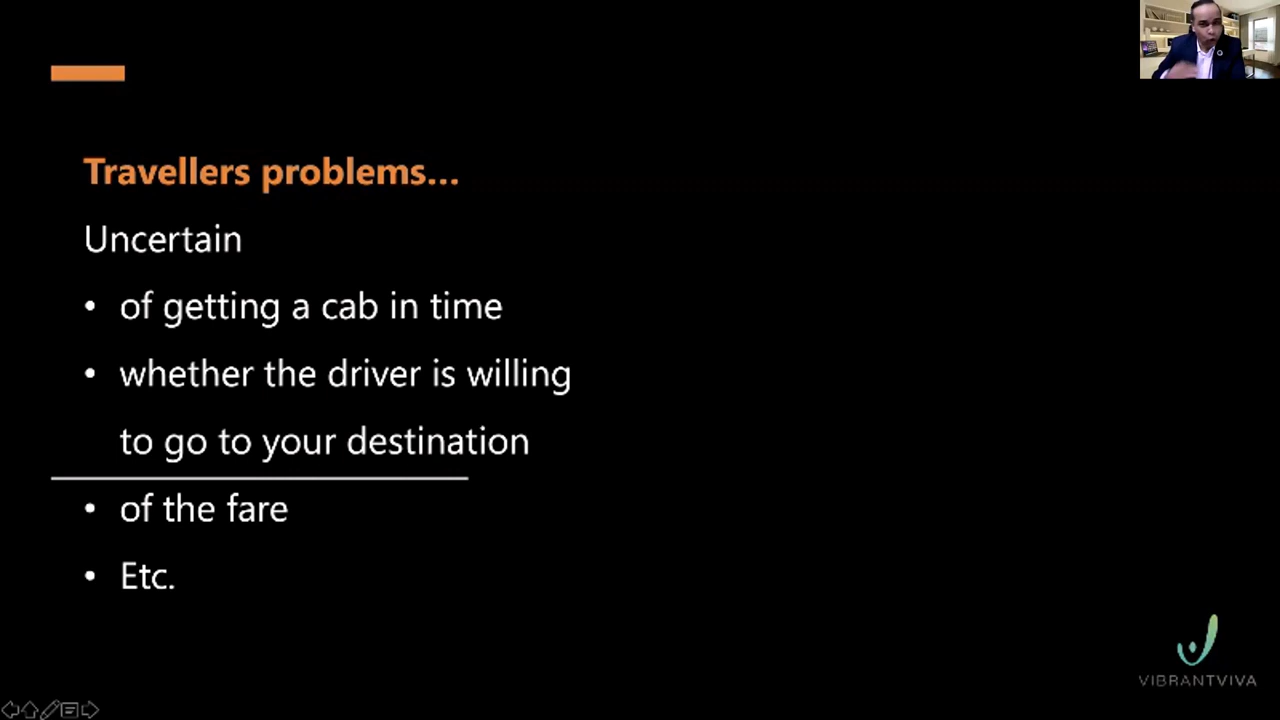 Travellers problems...
Uncertain
• of getting a cab in time
• whether the driver is willing
to go to your destination
• of the fare
• Etc.
VIBRANTVIVA